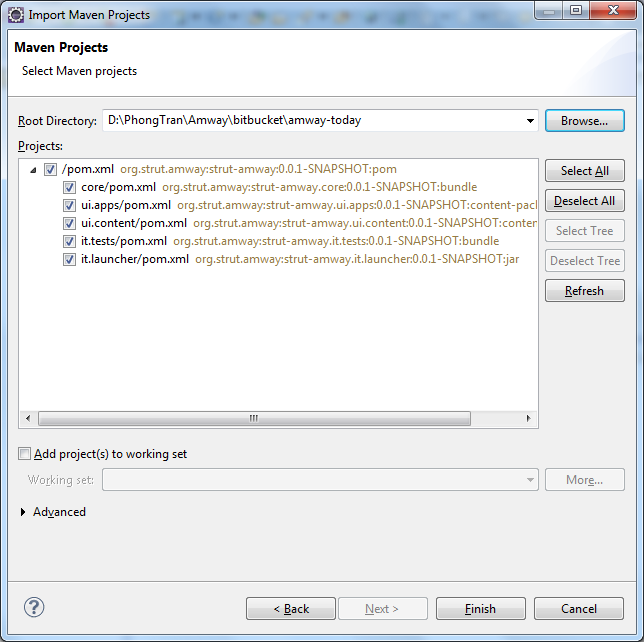 Import Maven Projects
Maven Projects
Select Maven projects
Root Directory: D:\PhongTran\Amway\bitbucket\amway-today Browse...
Projects:
/pom.xml org.strut.amway:strut-amway:0.0.1-SNAPSHOT:pom
core/pom.xml org.strut.amway:strut-amway.core:0.0.1-SNAPSHOT:bundle
ui.apps/pom.xml org.strut.amway:strut-amway.ui.apps:0.0.1-SNAPSHOT:content-pac
ui.content/pom.xml org.strut.amway:strut-amway.ui.content:0.0.1-SNAPSHOT:conten
it.tests/pom.xml org.strut.amway:strut-amway.it.tests:0.0.1-SNAPSHOT:bundle
it.launcher/pom.xml org.strut.amway:strut-amway.it.launcher:0.0.1-SNAPSHOT:jar
Select All
Deselect All
Select Tree
Deselect Tree
Refresh
Add project(s) to working set
Working set: More...
Advanced
? < Back Next > Finish Cancel